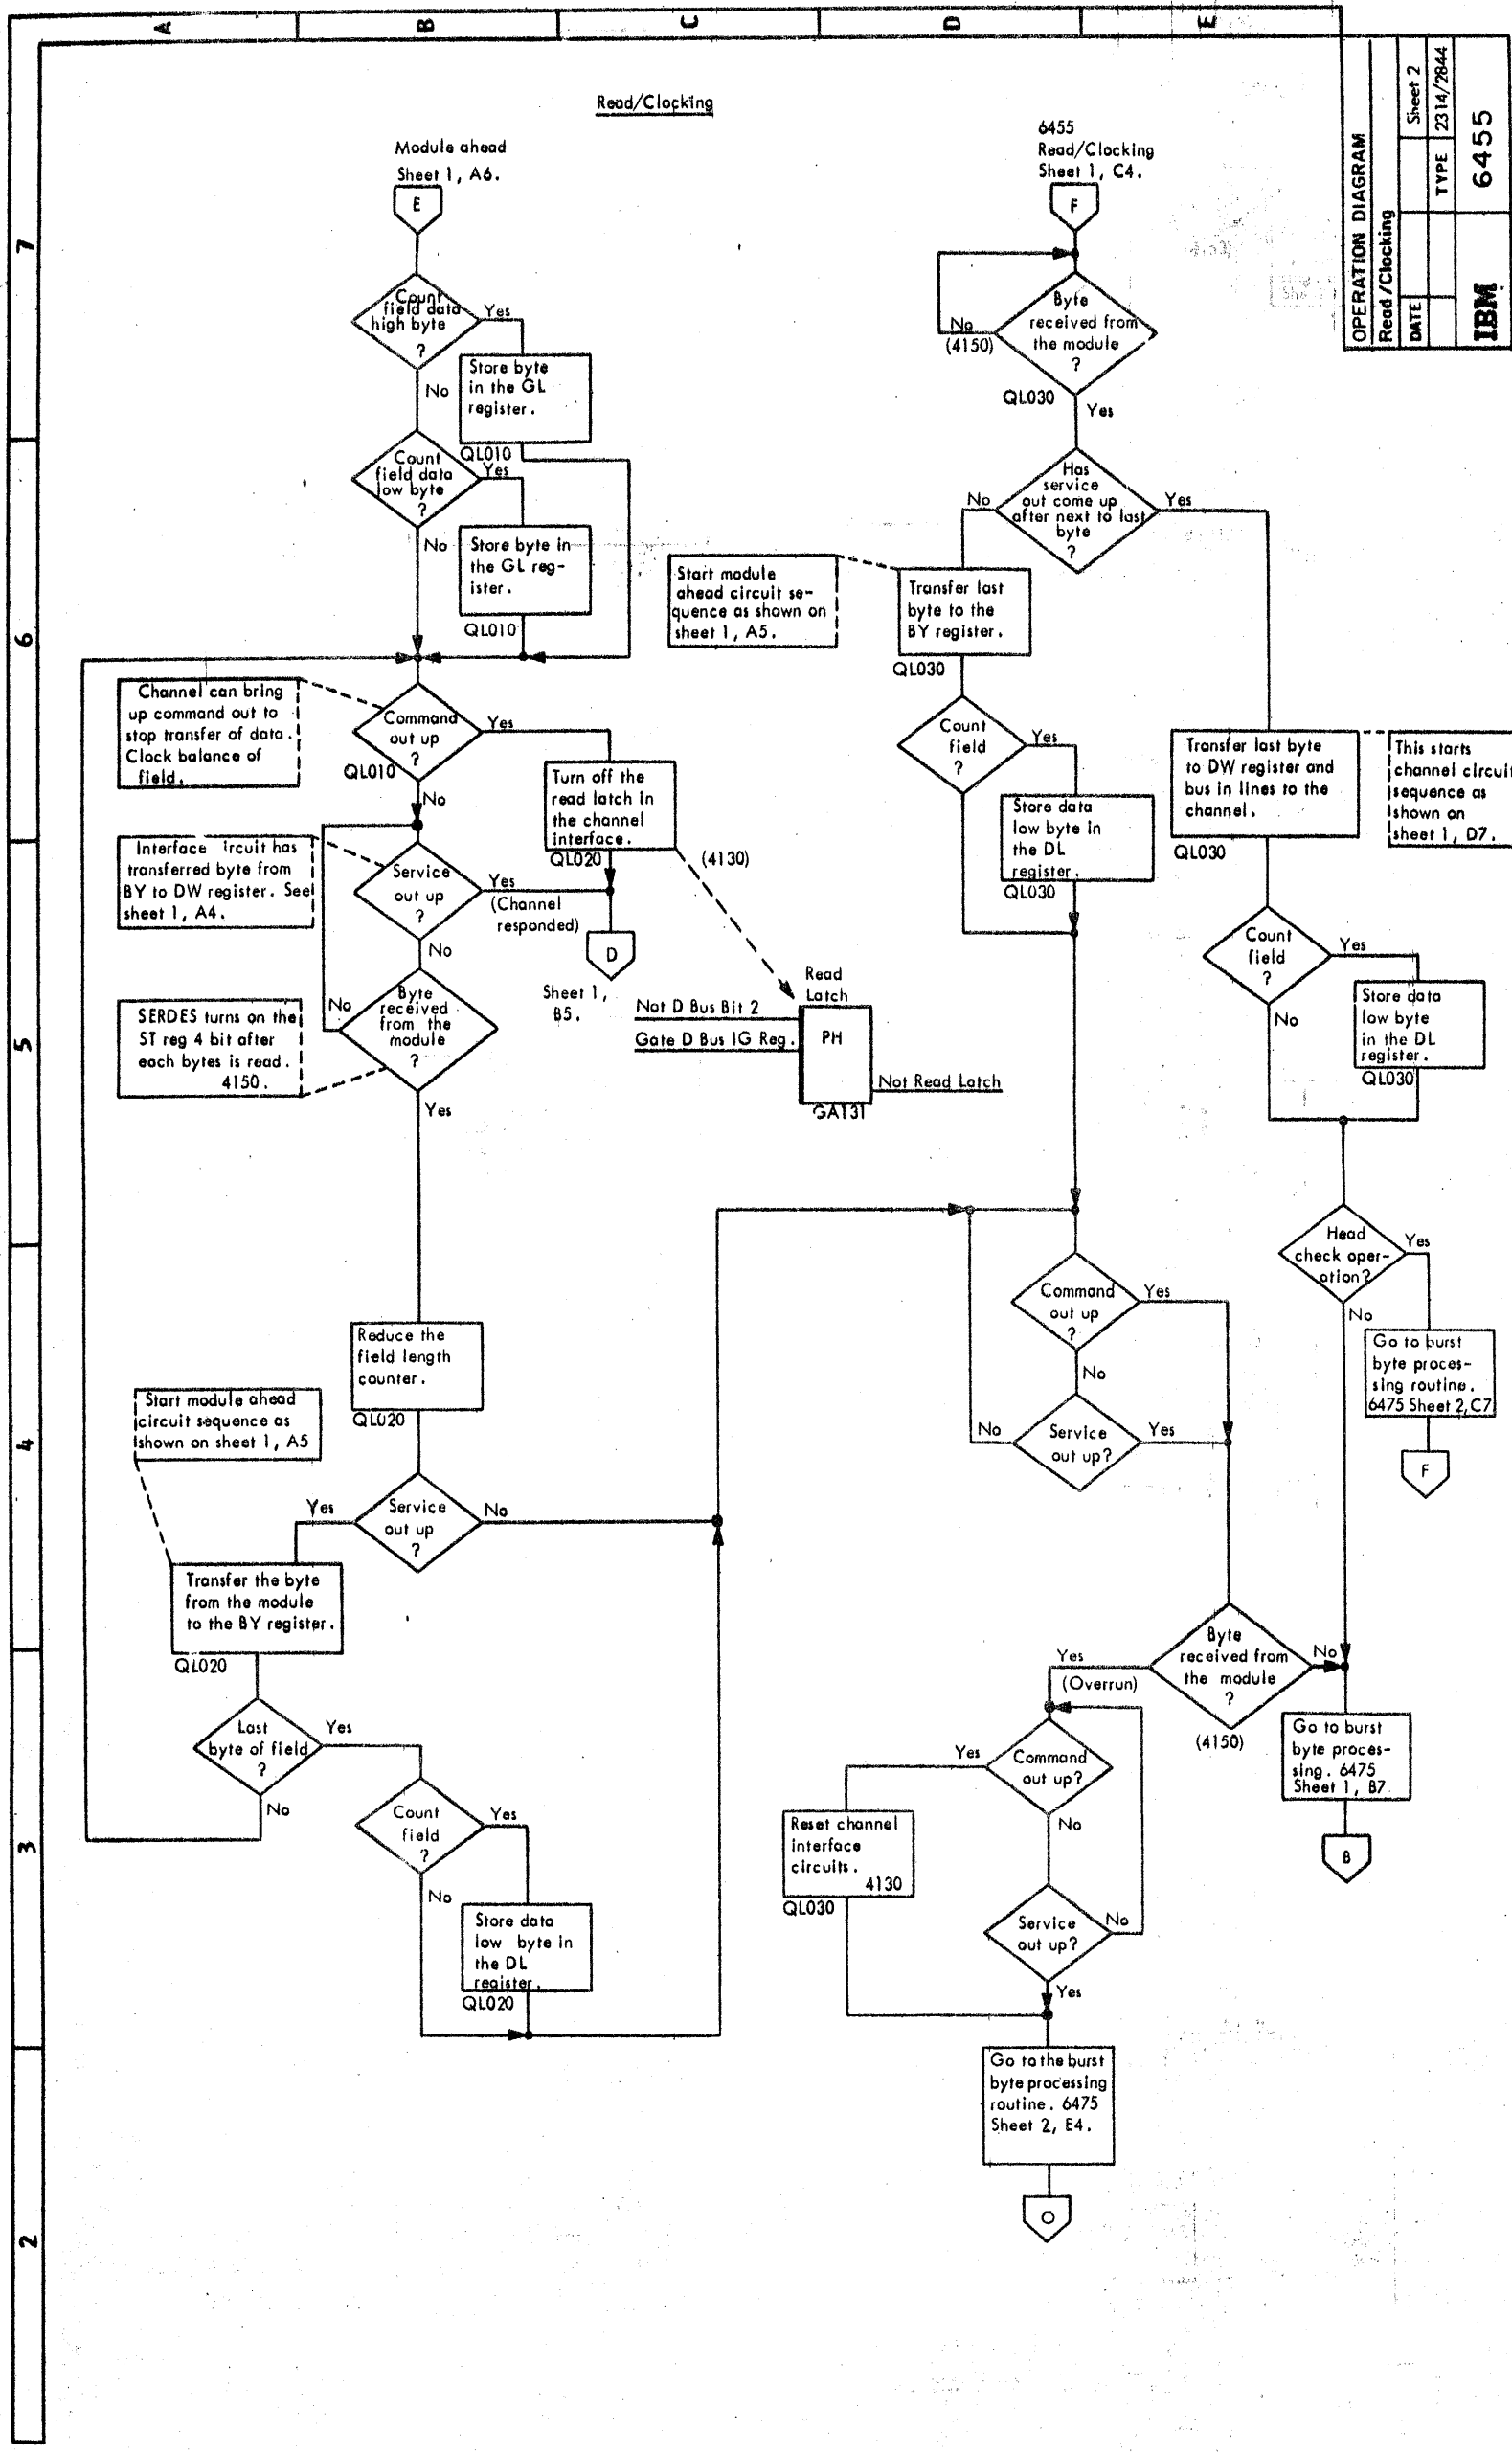 A
B
C
D
E
7
6
5
4
3
2
OPERATION DIAGRAM
Read/Clocking
Sheet 2
DATE
TYPE
2314/2844
IBM
6455
Read/Clocking
Module ahead
Sheet 1, A6.
E
Count
field data
high byte
?
Yes
No
Store byte
in the GL
register.
QL010
Count
field data
low byte
?
Yes
No
Store byte in
the GL reg-
ister.
QL010
Channel can bring
up command out to
stop transfer of data.
Clock balance of
field.
Command
out up
?
QL010
Yes
No
Turn off the
read latch in
the channel
interface.
QL020
(4130)
Interface ircuit has
transferred byte from
BY to DW register. See
sheet 1, A4.
Service
out up
?
Yes
(Channel
responded)
No
D
Sheet 1,
B5.
SERDES turns on the
ST reg 4 bit after
each bytes is read.
4150.
Byte
received
from the
module
?
No
Yes
Read
Latch
Not D Bus Bit 2
Gate D Bus IG Reg.
PH
Not Read Latch
GA131
Reduce the
field length
counter.
QL020
Start module ahead
circuit sequence as
shown on sheet 1, A5
Service
out up
?
Yes
No
Transfer the byte
from the module
to the BY register.
QL020
Last
byte of field
?
Yes
No
Count
field
?
Yes
No
Store data
low byte in
the DL
register.
QL020
6455
Read/Clocking
Sheet 1, C4.
F
Byte
received from
the module
?
No
(4150)
QL030
Yes
Has
service
out come up
after next to last
byte
?
No
Yes
Start module
ahead circuit se-
quence as shown on
sheet 1, A5.
Transfer last
byte to the
BY register.
QL030
Count
field
?
Yes
Store data
low byte in
the DL
register.
QL030
Transfer last byte
to DW register and
bus in lines to the
channel.
QL030
This starts
channel circuit
sequence as
shown on
sheet 1, D7.
Count
field
?
Yes
No
Store data
low byte
in the DL
register.
QL030
Head
check oper-
ation?
Yes
No
Go to burst
byte proces-
sing routine.
6475 Sheet 2, C7
F
Command
out up
?
Yes
No
Service
out up?
No
Yes
Byte
received from
the module
?
(4150)
Yes
(Overrun)
No
Go to burst
byte proces-
sing. 6475
Sheet 1, B7
B
Command
out up?
Yes
No
Reset channel
interface
circuits.
4130
QL030
Service
out up?
No
Yes
Go to the burst
byte processing
routine. 6475
Sheet 2, E4.
O